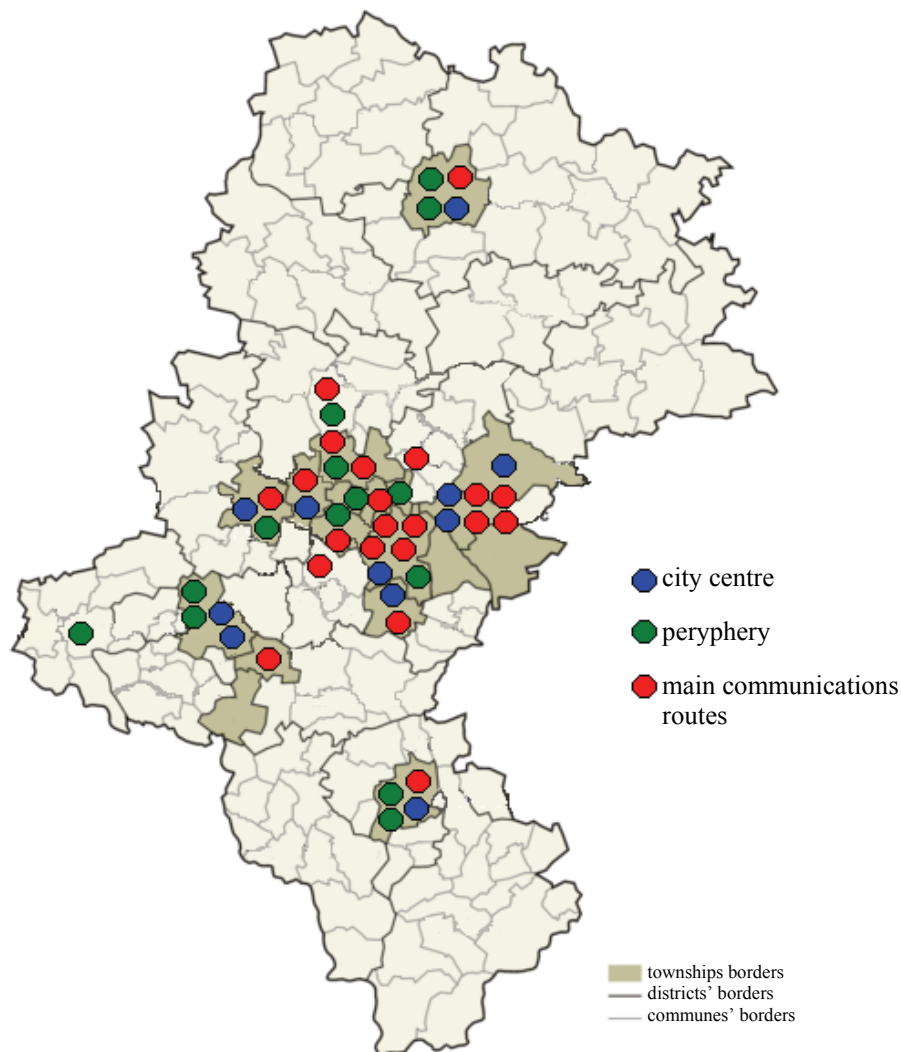 city centre
peryphery
main communications
routes
townships borders
districts' borders
communes' borders